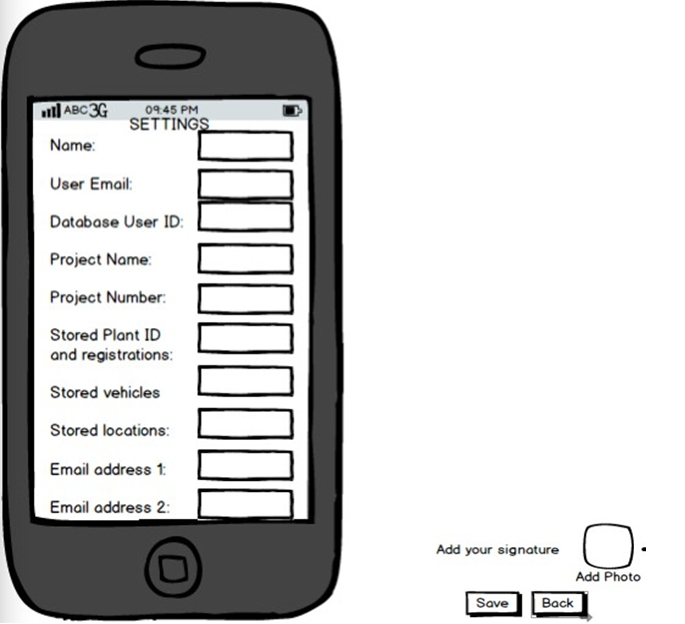 ABC 3G 09:45 PM
SETTINGS
Name:
User Email:
Database User ID:
Project Name:
Project Number:
Stored Plant ID
and registrations:
Stored vehicles
Stored locations:
Email address 1:
Email address 2:
Add your signature
Add Photo
Save Back